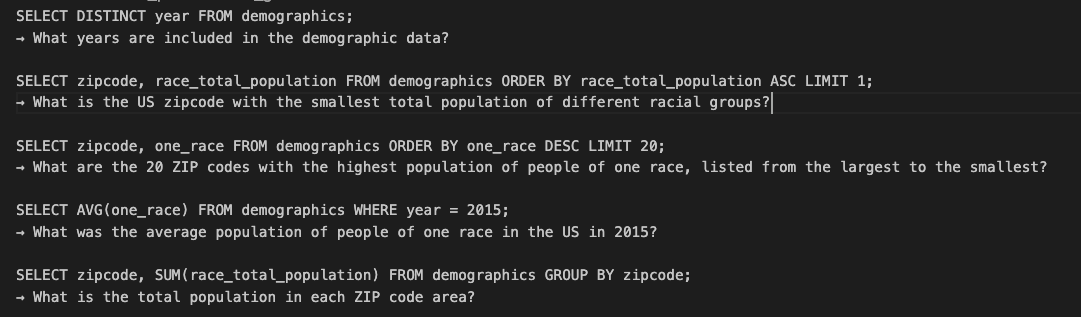 SELECT DISTINCT year FROM demographics;
→ What years are included in the demographic data?
SELECT zipcode, race_total_population FROM demographics ORDER BY race_total_population ASC LIMIT 1;
→ What is the US zipcode with the smallest total population of different racial groups?
SELECT zipcode, one_race FROM demographics ORDER BY one_race DESC LIMIT 20;
→ What are the 20 ZIP codes with the highest population of people of one race, listed from the largest to the smallest?
SELECT AVG(one_race) FROM demographics WHERE year = 2015;
→ What was the average population of people of one race in the US in 2015?
SELECT zipcode, SUM(race_total_population) FROM demographics GROUP BY zipcode;
→ What is the total population in each ZIP code area?